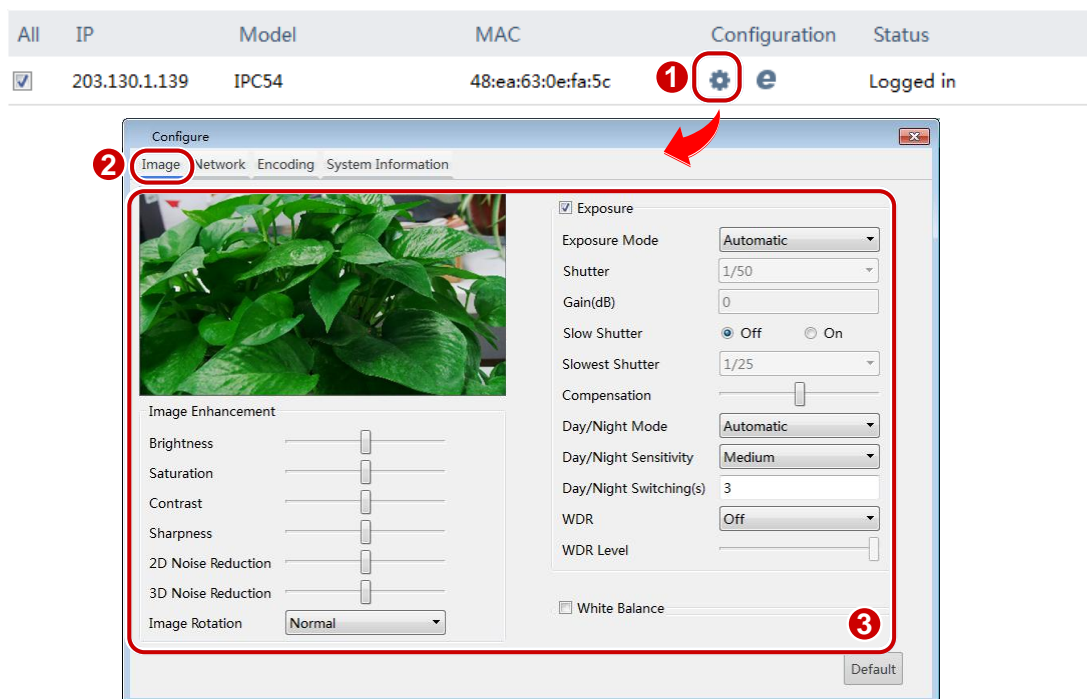 All IP Model MAC Configuration Status
203.130.1.139 IPC54 48:ea:63:0e:fa:5c 1 e Logged in
Configure
2 Image Network Encoding System Information
Exposure
Exposure Mode Automatic
Shutter 1/50
Gain(dB) 0
Slow Shutter Off On
Slowest Shutter 1/25
Compensation
Day/Night Mode Automatic
Day/Night Sensitivity Medium
Day/Night Switching(s) 3
WDR Off
WDR Level
White Balance
Image Enhancement
Brightness
Saturation
Contrast
Sharpness
2D Noise Reduction
3D Noise Reduction
Image Rotation Normal
3
Default